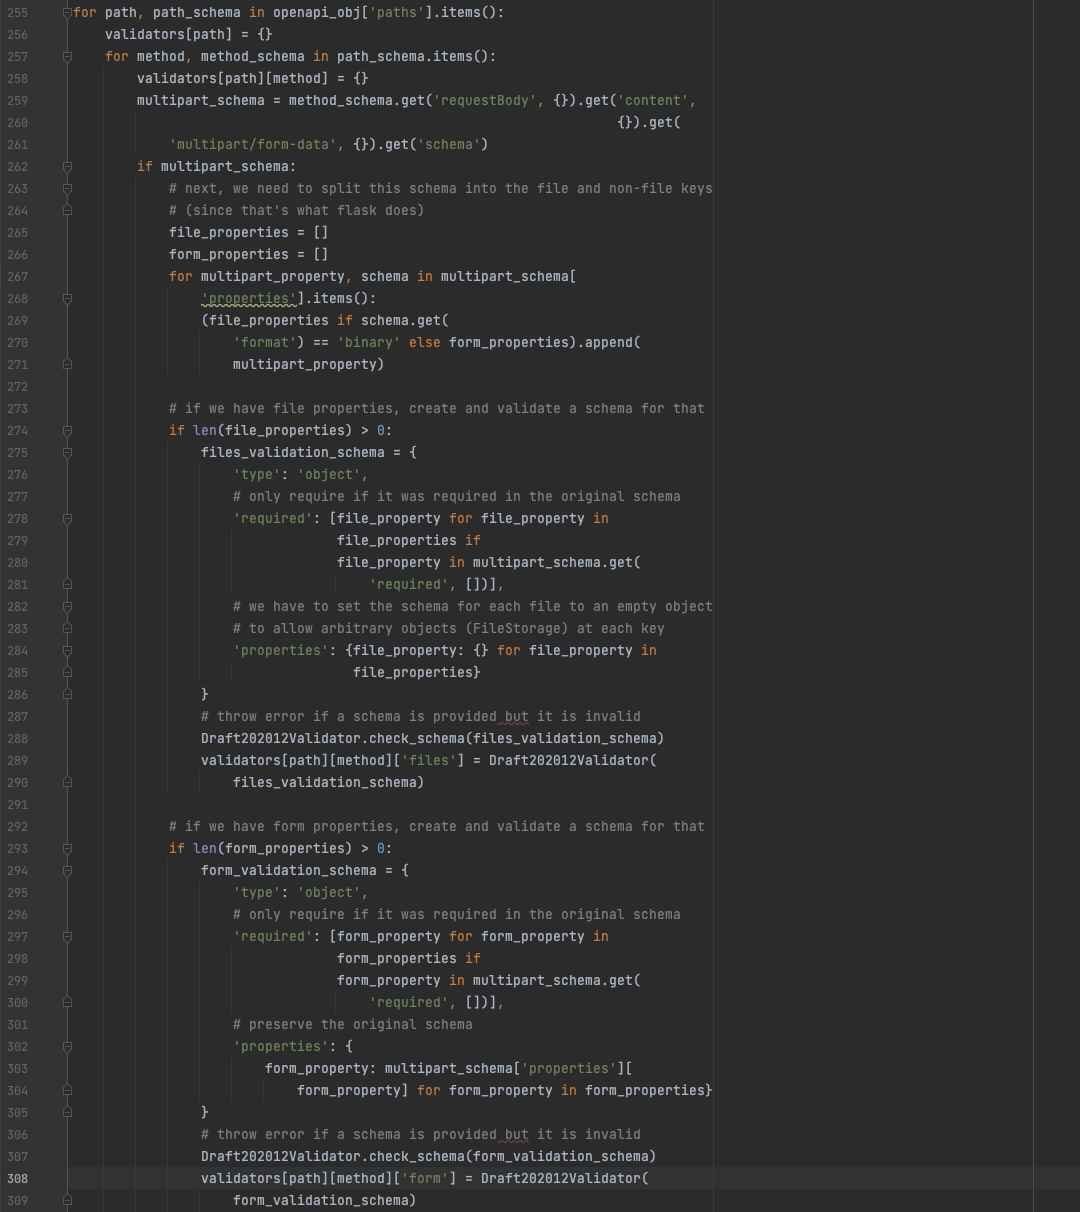 255 for path, path_schema in openapi_obj['paths'].items():
256     validators[path] = {}
257     for method, method_schema in path_schema.items():
258         validators[path][method] = {}
259         multipart_schema = method_schema.get('requestBody', {}).get('content',
260                                                                     {}).get(
261             'multipart/form-data', {}).get('schema')
262         if multipart_schema:
263             # next, we need to split this schema into the file and non-file keys
264             # (since that's what flask does)
265             file_properties = []
266             form_properties = []
267             for multipart_property, schema in multipart_schema[
268                 'properties'].items():
269                 (file_properties if schema.get(
270                     'format') == 'binary' else form_properties).append(
271                     multipart_property)
272
273             # if we have file properties, create and validate a schema for that
274             if len(file_properties) > 0:
275                 files_validation_schema = {
276                     'type': 'object',
277                     # only require if it was required in the original schema
278                     'required': [file_property for file_property in
279                                  file_properties if
280                                  file_property in multipart_schema.get(
281                                      'required', [])],
282                     # we have to set the schema for each file to an empty object
283                     # to allow arbitrary objects (FileStorage) at each key
284                     'properties': {file_property: {} for file_property in
285                                    file_properties}
286                 }
287                 # throw error if a schema is provided but it is invalid
288                 Draft202012Validator.check_schema(files_validation_schema)
289                 validators[path][method]['files'] = Draft202012Validator(
290                     files_validation_schema)
291
292             # if we have form properties, create and validate a schema for that
293             if len(form_properties) > 0:
294                 form_validation_schema = {
295                     'type': 'object',
296                     # only require if it was required in the original schema
297                     'required': [form_property for form_property in
298                                  form_properties if
299                                  form_property in multipart_schema.get(
300                                      'required', [])],
301                     # preserve the original schema
302                     'properties': {
303                         form_property: multipart_schema['properties'][
304                             form_property] for form_property in form_properties}
305                 }
306                 # throw error if a schema is provided but it is invalid
307                 Draft202012Validator.check_schema(form_validation_schema)
308                 validators[path][method]['form'] = Draft202012Validator(
309                     form_validation_schema)